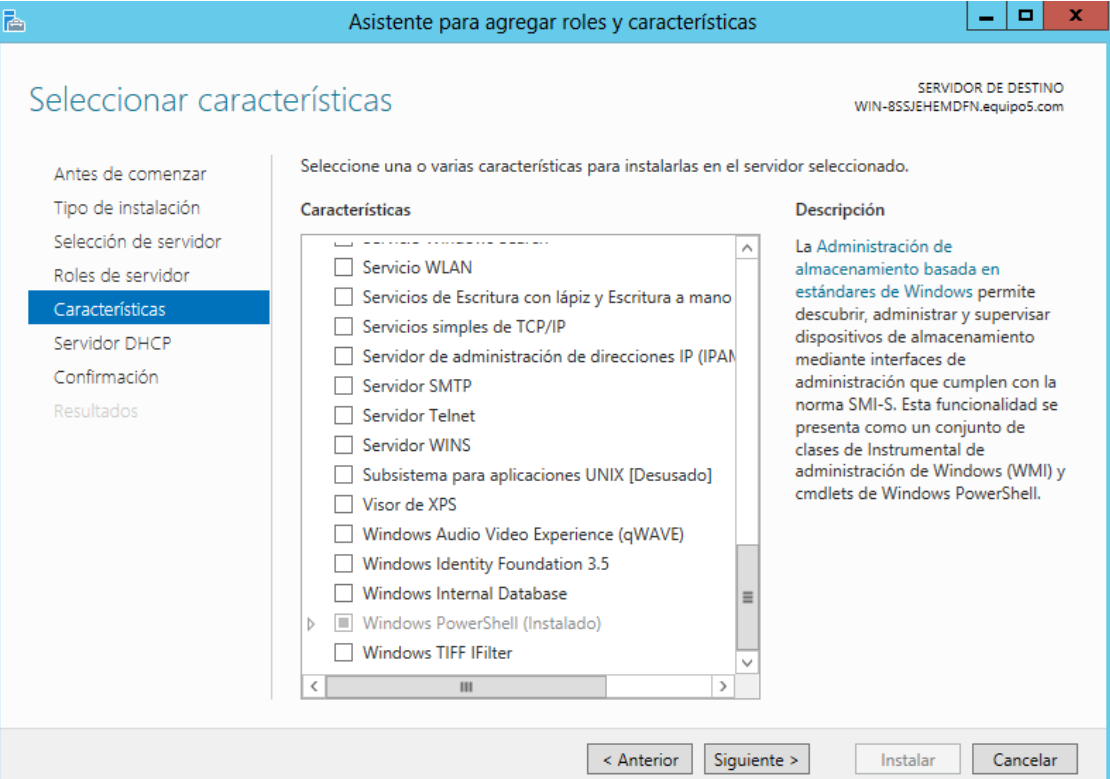 Asistente para agregar roles y características
Seleccionar características
SERVIDOR DE DESTINO
WIN-8SSJEHEMDFN.equipo5.com
Antes de comenzar
Tipo de instalación
Selección de servidor
Roles de servidor
Características
Servidor DHCP
Confirmación
Resultados
Seleccione una o varias características para instalarlas en el servidor seleccionado.
Características
Servicio Windows Search
Servicio WLAN
Servicios de Escritura con lápiz y Escritura a mano
Servicios simples de TCP/IP
Servidor de administración de direcciones IP (IPAM
Servidor SMTP
Servidor Telnet
Servidor WINS
Subsistema para aplicaciones UNIX [Desusado]
Visor de XPS
Windows Audio Video Experience (qWAVE)
Windows Identity Foundation 3.5
Windows Internal Database
Windows PowerShell (Instalado)
Windows TIFF IFilter
Descripción
La Administración de
almacenamiento basada en
estándares de Windows permite
descubrir, administrar y supervisar
dispositivos de almacenamiento
mediante interfaces de
administración que cumplen con la
norma SMI-S. Esta funcionalidad se
presenta como un conjunto de
clases de Instrumental de
administración de Windows (WMI) y
cmdlets de Windows PowerShell.
< Anterior
Siguiente >
Instalar
Cancelar